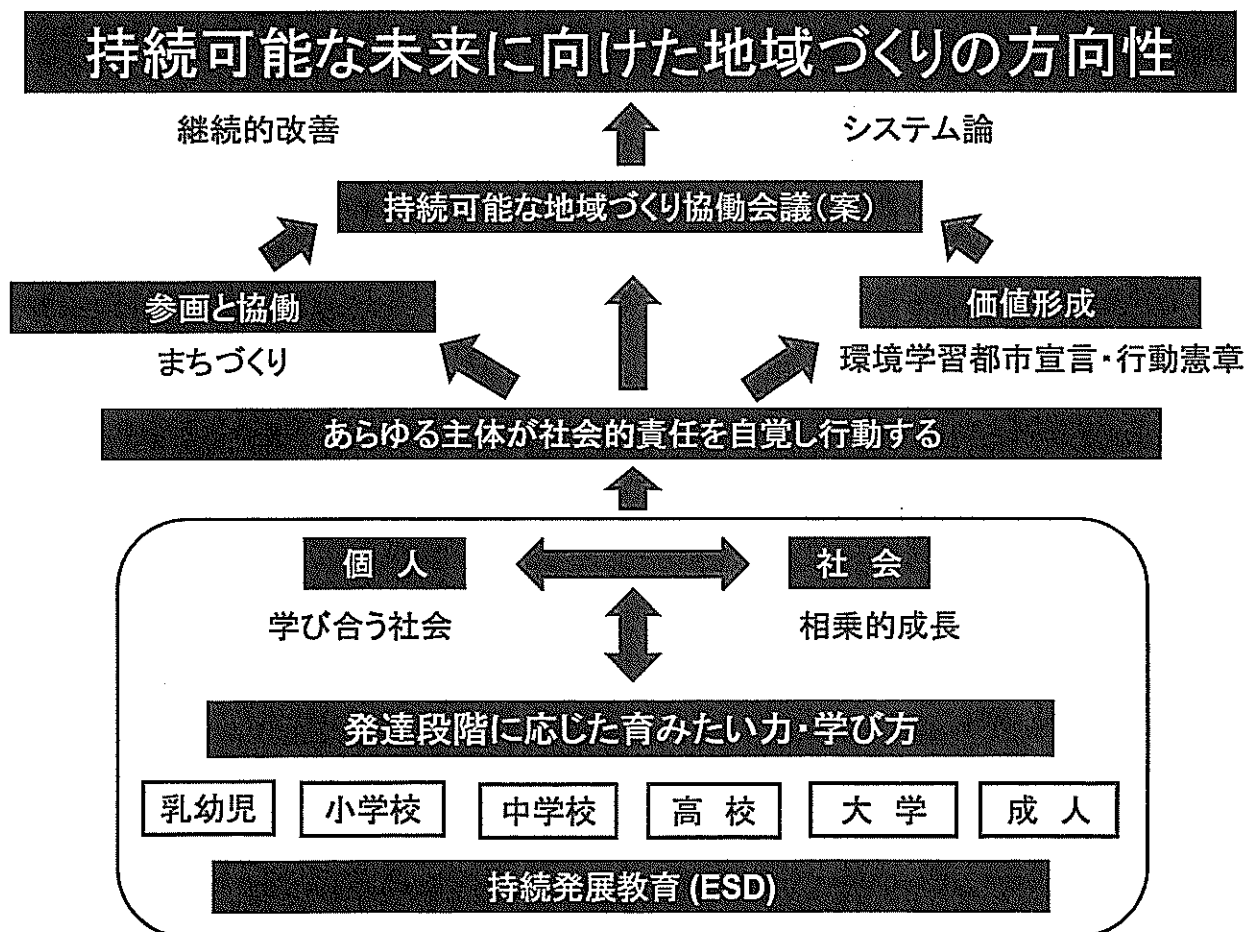 持続可能な未来に向けた地域づくりの方向性
継続的改善
システム論
持続可能な地域づくり協働会議(案)
参画と協働
価値形成
まちづくり
環境学習都市宣言・行動憲章
あらゆる主体が社会的責任を自覚し行動する
個 人
社 会
学び合う社会
相乗的成長
発達段階に応じた育みたい力・学び方
乳幼児
小学校
中学校
高 校
大 学
成 人
持続発展教育(ESD)